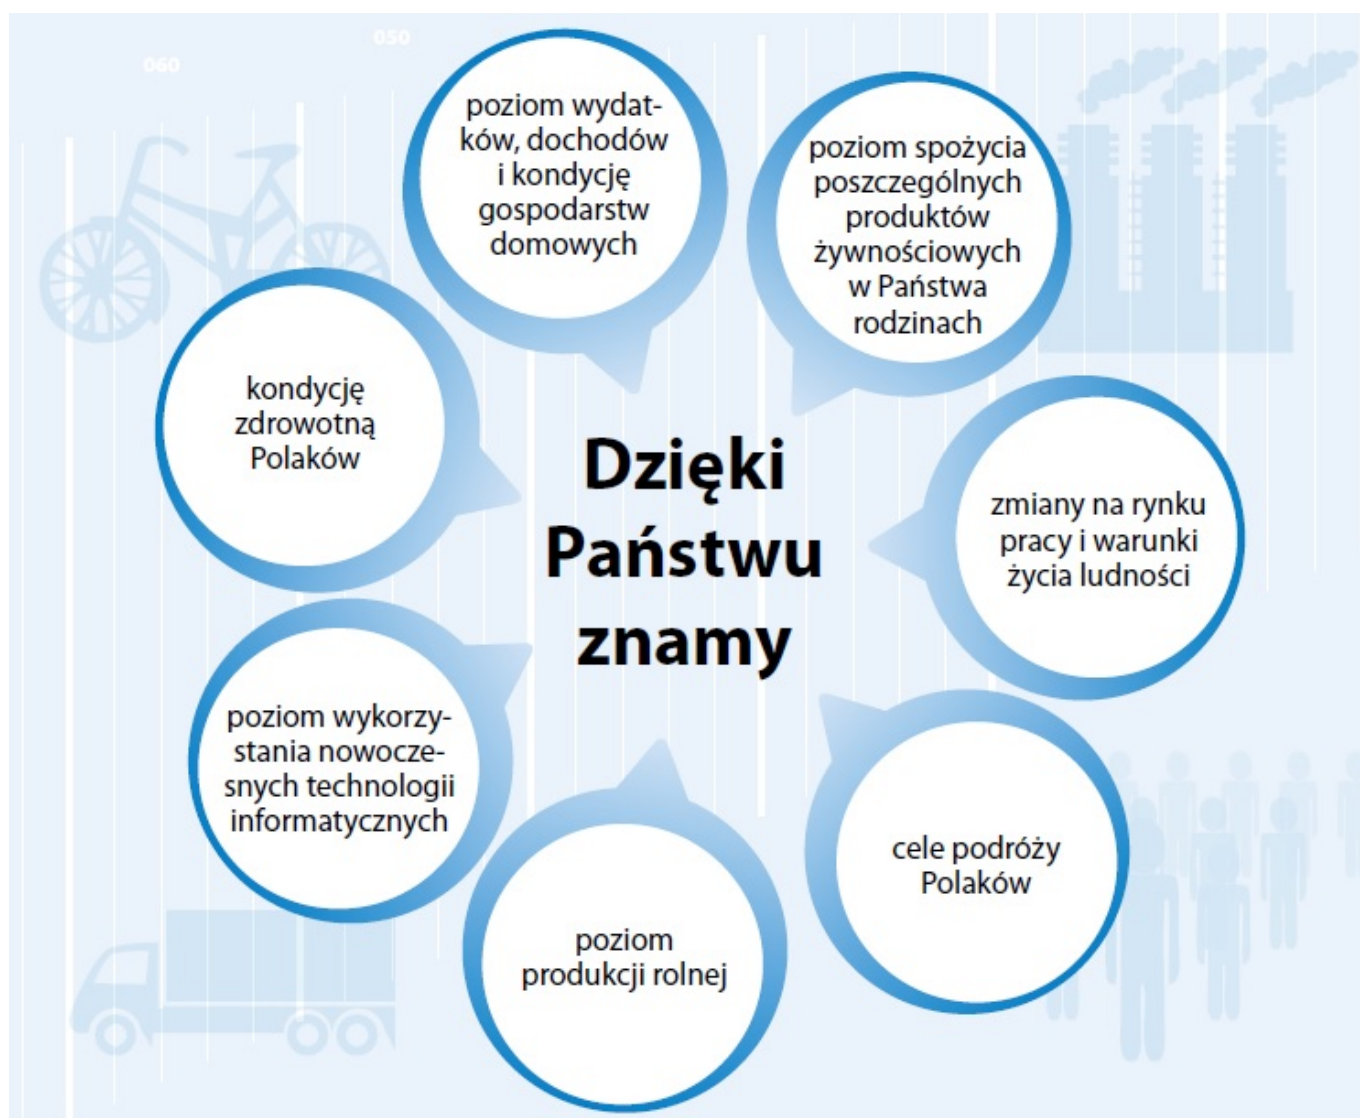 050
060
poziom wydat-
ków, dochodów
i kondycję
gospodarstw
domowych
poziom spożycia
poszczególnych
produktów
żywnościowych
w Państwa
rodzinach
kondycję
zdrowotną
Polaków
Dzięki
Państwu
znamy
zmiany na rynku
pracy i warunki
życia ludności
poziom wykorzy-
stania nowocze-
snych technologii
informatycznych
cele podróży
Polaków
poziom
produkcji rolnej